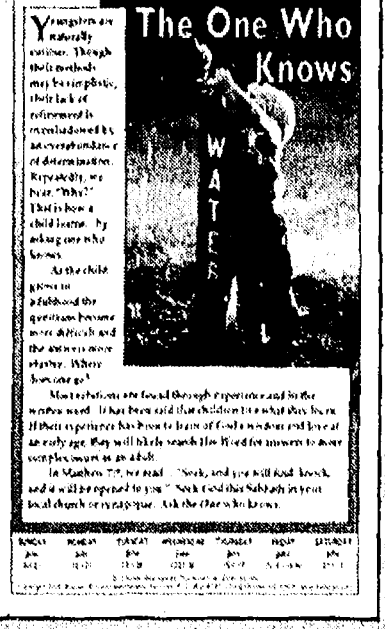 The One Who
Knows
WATER
Youngsters are
naturally
curious. Though
their methods
may be simplistic,
their lack of
refinement is
overshadowed by
an overabundance
of determination.
Repeatedly, we
hear, "Why?"
That is how a
child learns by
asking one who
knows.
As the child
grows to
adulthood the
questions become
more difficult and
the answers more
elusive. Where
does one go?
Most solutions are found through experience and in the
written word. It has been said that children live what they learn.
If their experience has been to learn of God's wisdom and love at
an early age, they will likely search His Word for answers to more
complex issues as an adult.
In Matthew 7:7, we read... "Seek, and you will find; knock,
and it will be opened to you." Seek God this Sabbath in your
local church or synagogue. Ask the One who knows.
SUNDAY MONDAY TUESDAY WEDNESDAY THURSDAY FRIDAY SATURDAY